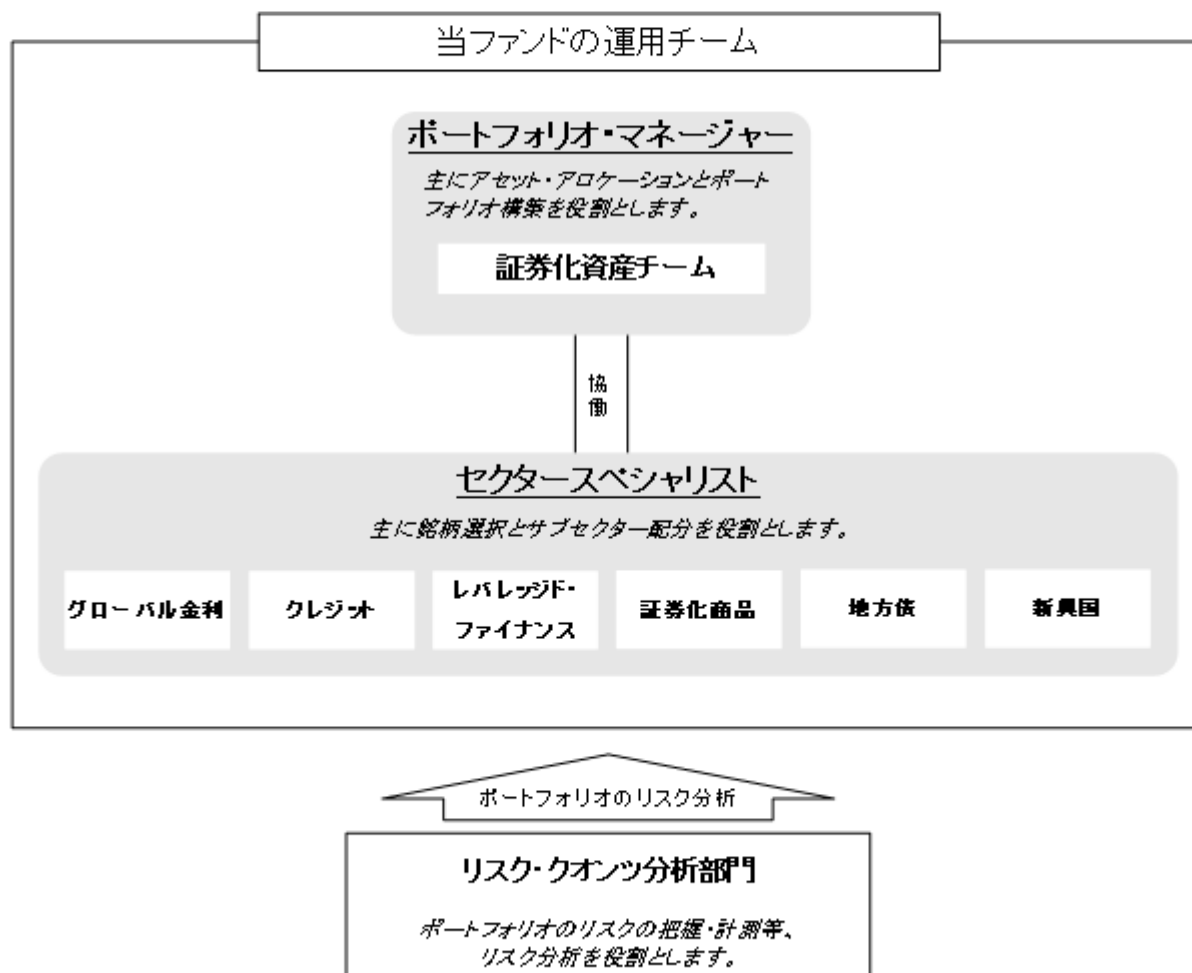 当ファンドの運用チーム
ポートフォリオ・マネージャー
主にアセット・アロケーションとポート
フォリオ構築を役割とします。
証券化資産チーム
協
働
セクタースペシャリスト
主に銘柄選択とサブセクター配分を役割とします。
グローバル金利
クレジット
レバレッジド・
ファイナンス
証券化商品
地方債
新興国
ポートフォリオのリスク分析
リスク・クオンツ分析部門
ポートフォリオのリスクの把握・計測等、
リスク分析を役割とします。